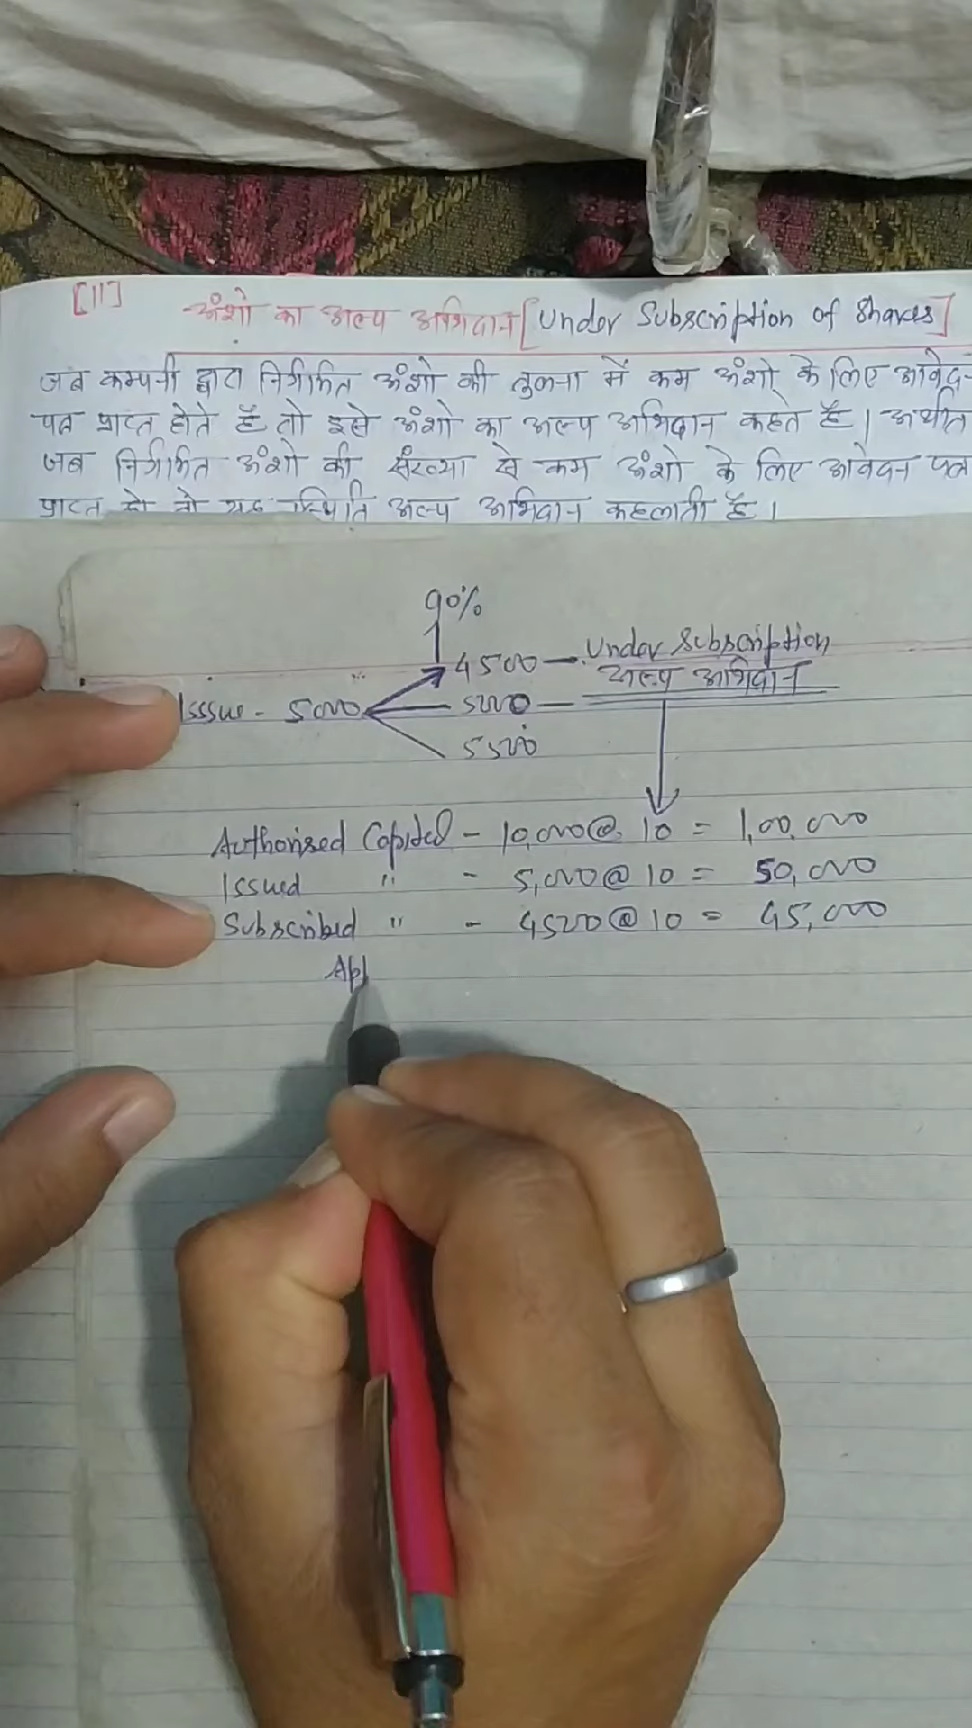 [11] अंशो का अल्प अभिदान [Under Subscription of Shares]
जब कम्पनी द्वारा निर्गमित अंशो की तुलना में कम अंशो के लिए आवेदन
पत्र प्राप्त होते है तो इसे अंशो का अल्प अभिदान कहते है। अर्थात
जब निर्गमित अंशो की संख्या से कम अंशो के लिए आवेदन पत्र
प्राप्त हो तो यह स्थिति अल्प अभिदान कहलाती है।
90%
4500 — Under Subscription
अल्प अभिदान
Issue - 5000
5000 —
5500
Authorised Capital - 10,000@ 10 = 1,00,000
Issued " - 5,000@ 10 = 50,000
Subscribed " - 4500@ 10 = 45,000
App